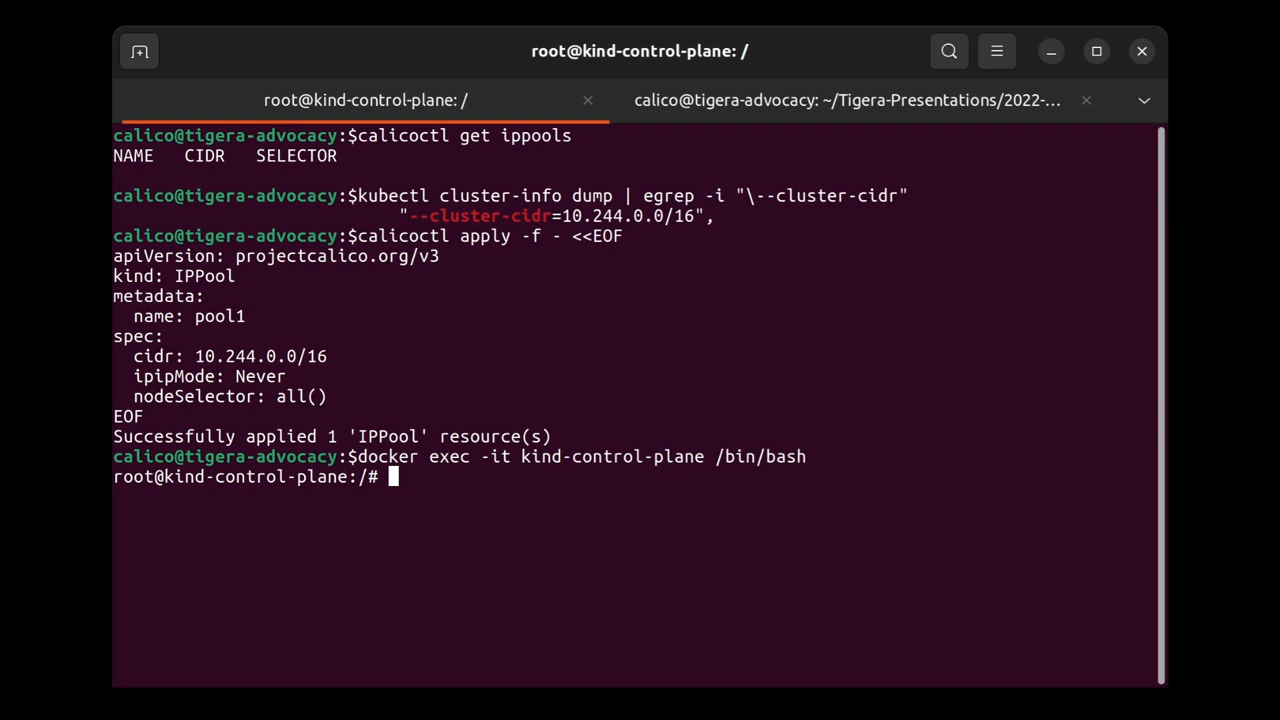 root@kind-control-plane: /
root@kind-control-plane: /
calico@tigera-advocacy: ~/Tigera-Presentations/2022-...
calico@tigera-advocacy:$calicoctl get ippools
NAME   CIDR   SELECTOR
calico@tigera-advocacy:$kubectl cluster-info dump | egrep -i "\--cluster-cidr"
                            "--cluster-cidr=10.244.0.0/16",
calico@tigera-advocacy:$calicoctl apply -f - <<EOF
apiVersion: projectcalico.org/v3
kind: IPPool
metadata:
  name: pool1
spec:
  cidr: 10.244.0.0/16
  ipipMode: Never
  nodeSelector: all()
EOF
Successfully applied 1 'IPPool' resource(s)
calico@tigera-advocacy:$docker exec -it kind-control-plane /bin/bash
root@kind-control-plane:/#